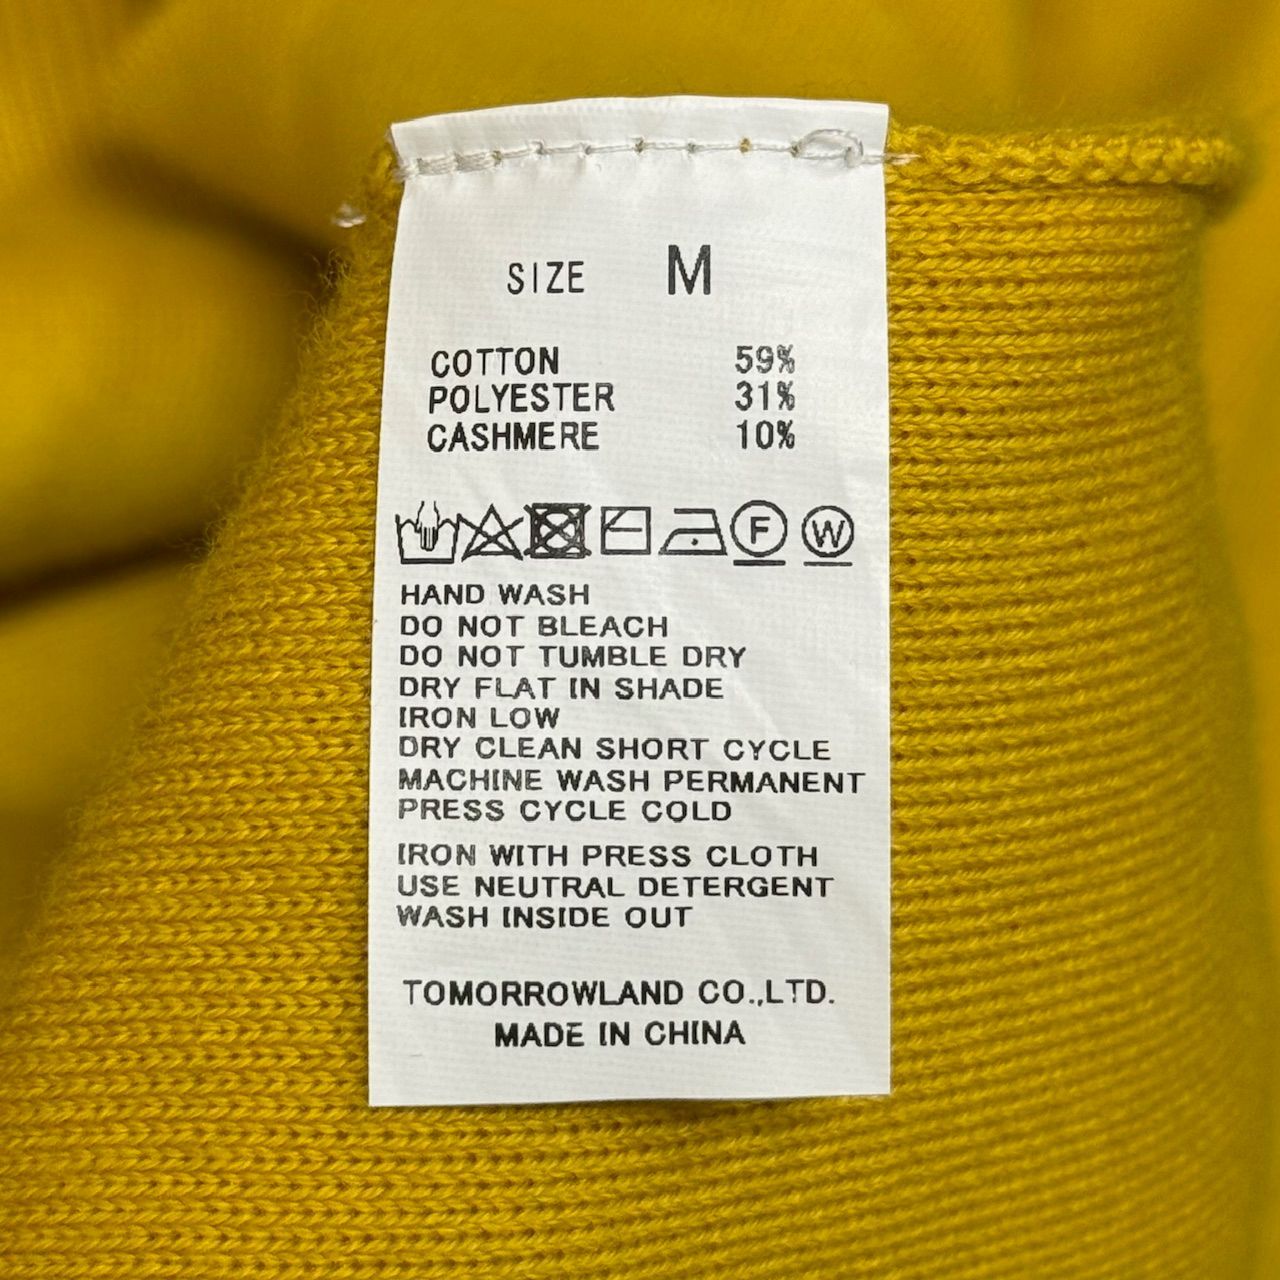 SIZE M
COTTON 59%
POLYESTER 31%
CASHMERE 10%
F W
HAND WASH
DO NOT BLEACH
DO NOT TUMBLE DRY
DRY FLAT IN SHADE
IRON LOW
DRY CLEAN SHORT CYCLE
MACHINE WASH PERMANENT
PRESS CYCLE COLD
IRON WITH PRESS CLOTH
USE NEUTRAL DETERGENT
WASH INSIDE OUT
TOMORROWLAND CO.,LTD.
MADE IN CHINA